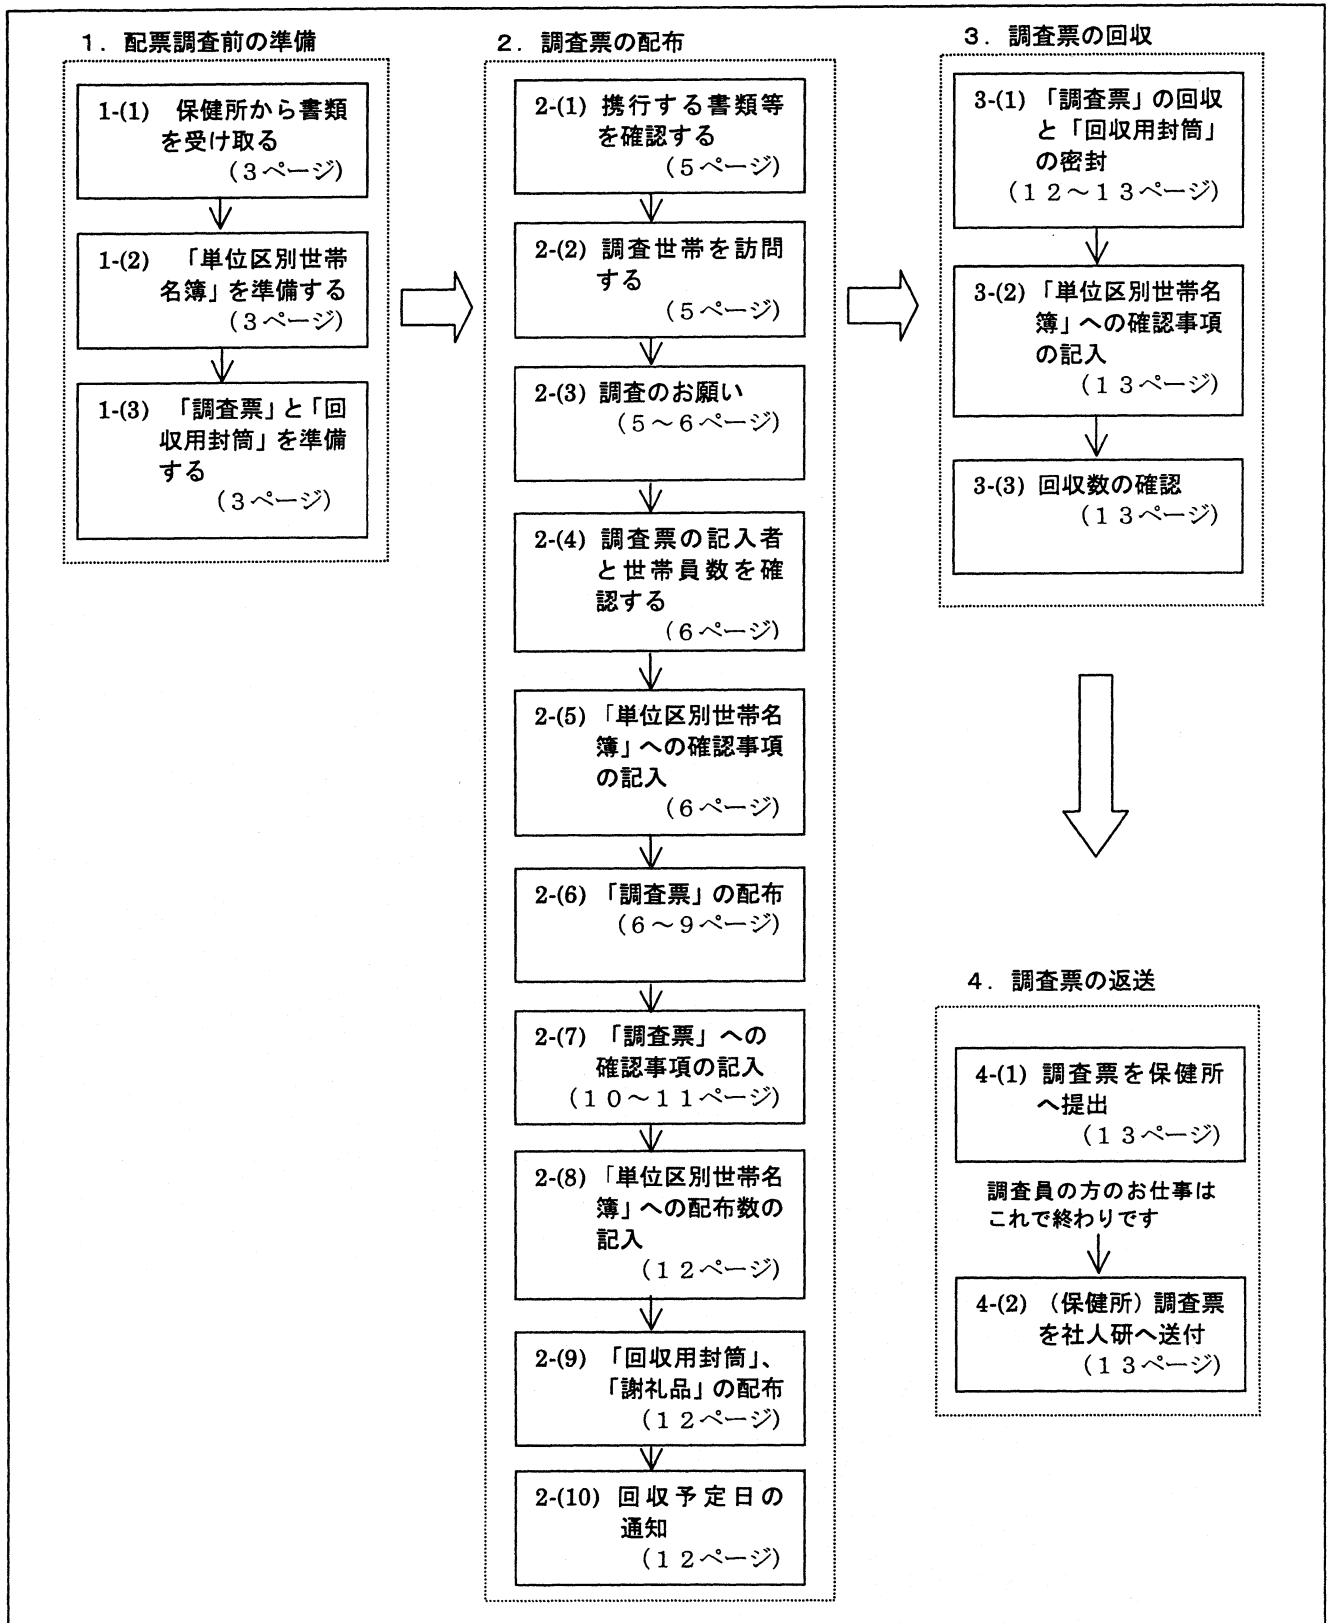 1．配票調査前の準備
1-(1) 保健所から書類
を受け取る
（3ページ）
1-(2) 「単位区別世帯
名簿」を準備する
（3ページ）
1-(3) 「調査票」と「回
収用封筒」を準備
する
（3ページ）
2．調査票の配布
2-(1) 携行する書類等
を確認する
（5ページ）
2-(2) 調査世帯を訪問
する
（5ページ）
2-(3) 調査のお願い
（5～6ページ）
2-(4) 調査票の記入者
と世帯員数を確
認する
（6ページ）
2-(5) 「単位区別世帯名
簿」への確認事項
の記入
（6ページ）
2-(6) 「調査票」の配布
（6～9ページ）
2-(7) 「調査票」への
確認事項の記入
（10～11ページ）
2-(8) 「単位区別世帯名
簿」への配布数の
記入
（12ページ）
2-(9) 「回収用封筒」、
「謝礼品」の配布
（12ページ）
2-(10) 回収予定日の
通知
（12ページ）
3．調査票の回収
3-(1) 「調査票」の回収
と「回収用封筒」
の密封
（12～13ページ）
3-(2) 「単位区別世帯名
簿」への確認事項
の記入
（13ページ）
3-(3) 回収数の確認
（13ページ）
4．調査票の返送
4-(1) 調査票を保健所
へ提出
（13ページ）
調査員の方のお仕事は
これで終わりです
4-(2) （保健所）調査票
を社人研へ送付
（13ページ）